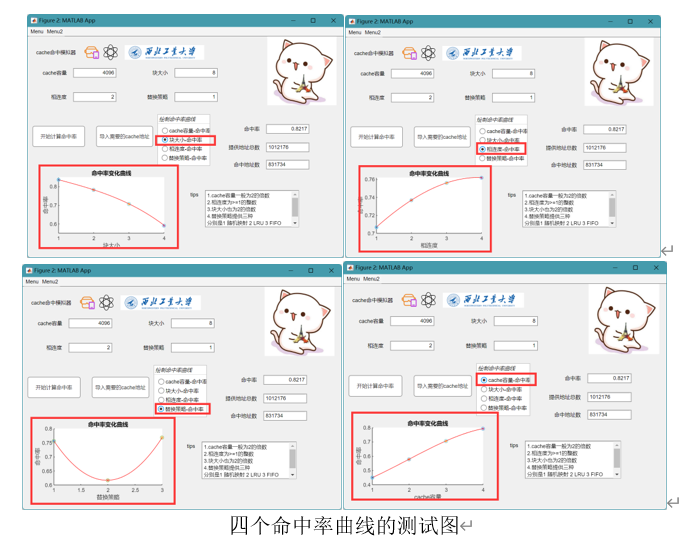 Figure 2: MATLAB App
Menu Menu2
cache命中模拟器
西北工业大学
cache容量 4096 块大小 8
相连度 2 替换策略 1
开始计算命中率
导入需要的cache地址
绘制命中率曲线
cache容量-命中率
块大小-命中率
相连度-命中率
替换策略-命中率
命中率 0.8217
提供地址总数 1012176
命中地址数 831734
命中率变化曲线
命中率
0.8
0.7
0.6
1 2 3 4
块大小
tips
1.cache容量一般为2的倍数
2.相连度为>=1的整数
3.块大小也为2的倍数
4.替换策略提供三种
分别是1 随机映射 2 LRU 3 FIFO
Figure 2: MATLAB App
Menu Menu2
cache命中模拟器
西北工业大学
cache容量 4096 块大小 8
相连度 2 替换策略 1
开始计算命中率
导入需要的cache地址
绘制命中率曲线
cache容量-命中率
块大小-命中率
相连度-命中率
替换策略-命中率
命中率 0.8217
提供地址总数 1012176
命中地址数 831734
命中率变化曲线
命中率
0.76
0.74
0.72
0.7
1 2 3 4
相连度
tips
1.cache容量一般为2的倍数
2.相连度为>=1的整数
3.块大小也为2的倍数
4.替换策略提供三种
分别是1 随机映射 2 LRU 3 FIFO
Figure 2: MATLAB App
Menu Menu2
cache命中模拟器
西北工业大学
cache容量 4096 块大小 8
相连度 2 替换策略 1
开始计算命中率
导入需要的cache地址
绘制命中率曲线
cache容量-命中率
块大小-命中率
相连度-命中率
替换策略-命中率
命中率 0.8217
提供地址总数 1012176
命中地址数 831734
命中率变化曲线
命中率
0.8
0.75
0.7
0.65
0.6
1 1.5 2 2.5 3
替换策略
tips
1.cache容量一般为2的倍数
2.相连度为>=1的整数
3.块大小也为2的倍数
4.替换策略提供三种
分别是1 随机映射 2 LRU 3 FIFO
Figure 2: MATLAB App
Menu Menu2
cache命中模拟器
西北工业大学
cache容量 4096 块大小 8
相连度 2 替换策略 1
开始计算命中率
导入需要的cache地址
绘制命中率曲线
cache容量-命中率
块大小-命中率
相连度-命中率
替换策略-命中率
命中率 0.8217
提供地址总数 1012176
命中地址数 831734
命中率变化曲线
命中率
0.8
0.7
0.6
0.5
0.4
1 2 3 4
cache容量
tips
1.cache容量一般为2的倍数
2.相连度为>=1的整数
3.块大小也为2的倍数
4.替换策略提供三种
分别是1 随机映射 2 LRU 3 FIFO
四个命中率曲线的测试图